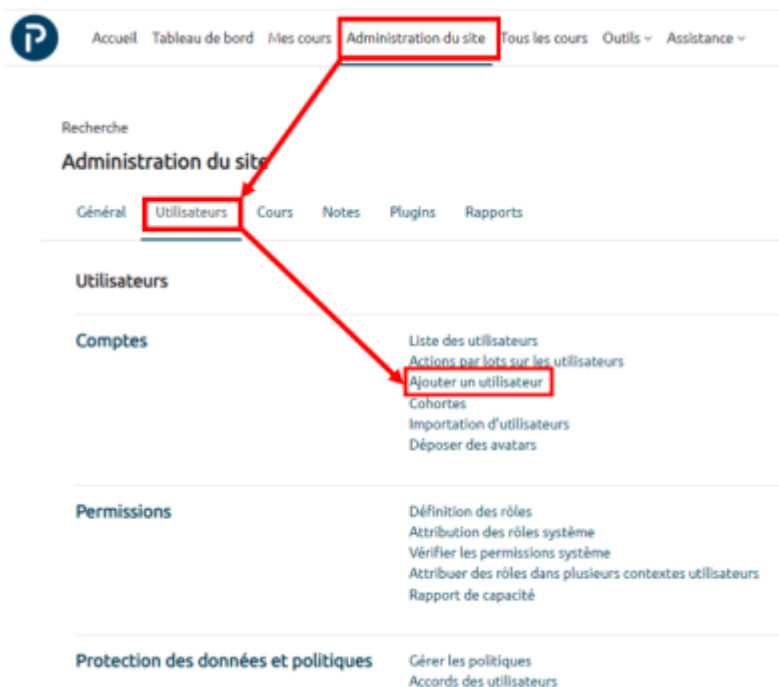 P
Accueil Tableau de bord Mes cours Administration du site Tous les cours Outils Assistance
Recherche
Administration du site
Général Utilisateurs Cours Notes Plugins Rapports
Utilisateurs
Comptes
Liste des utilisateurs
Actions par lots sur les utilisateurs
Ajouter un utilisateur
Cohortes
Importation d'utilisateurs
Déposer des avatars
Permissions
Définition des rôles
Attribution des rôles système
Vérifier les permissions système
Attribuer des rôles dans plusieurs contextes utilisateurs
Rapport de capacité
Protection des données et politiques
Gérer les politiques
Accords des utilisateurs